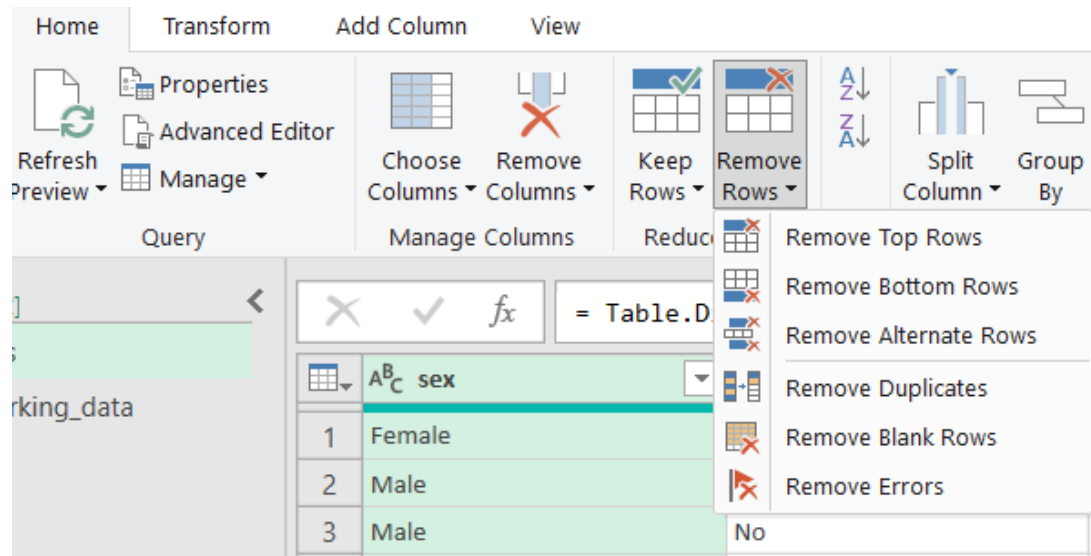 Home Transform Add Column View
Properties
Advanced Editor
Refresh Preview
Manage
Choose Columns
Remove Columns
Keep Rows
Remove Rows
A Z
Z A
Split Column
Group By
Query Manage Columns
Remove Top Rows
Remove Bottom Rows
Remove Alternate Rows
Remove Duplicates
Remove Blank Rows
Remove Errors
fx = Table.D
rking_data
ABC sex
1 Female
2 Male
3 Male No